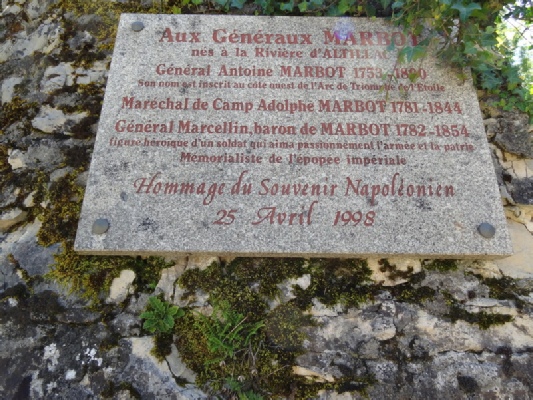 Aux Généraux MARBOT
nés à la Rivière d'ALTILLAC
Général Antoine MARBOT 1753-1800
Son nom est inscrit au côté ouest de l'Arc de Triomphe de l'Etoile
Maréchal de Camp Adolphe MARBOT 1781-1844
Général Marcellin, baron de MARBOT 1782-1854
figure héroïque d'un soldat qui aima passionnément l'armée et la patrie
Mémorialiste de l'épopée impériale
Hommage du Souvenir Napoléonien
25 Avril 1998